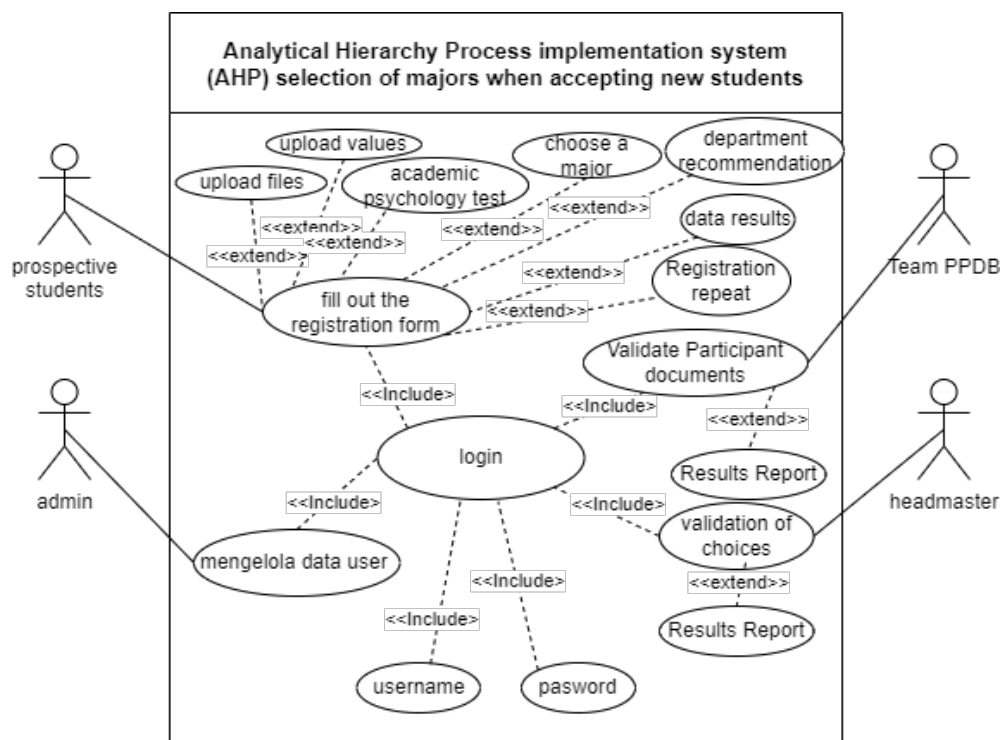 Analytical Hierarchy Process implementation system
(AHP) selection of majors when accepting new students
upload values
upload files
academic
psychology test
choose a
major
department
recommendation
<<extend>>
<<extend>>
<<extend>>
<<extend>>
<<extend>>
data results
<<extend>>
Registration
repeat
<<extend>>
prospective
students
fill out the
registration form
Team PPDB
Validate Participant
documents
<<Include>
<<Include>
<<extend>>
login
Results Report
admin
headmaster
<<Include>
<<Include>
validation of
choices
mengelola data user
<<Include>
<<extend>>
<<Include>
Results Report
username
pasword